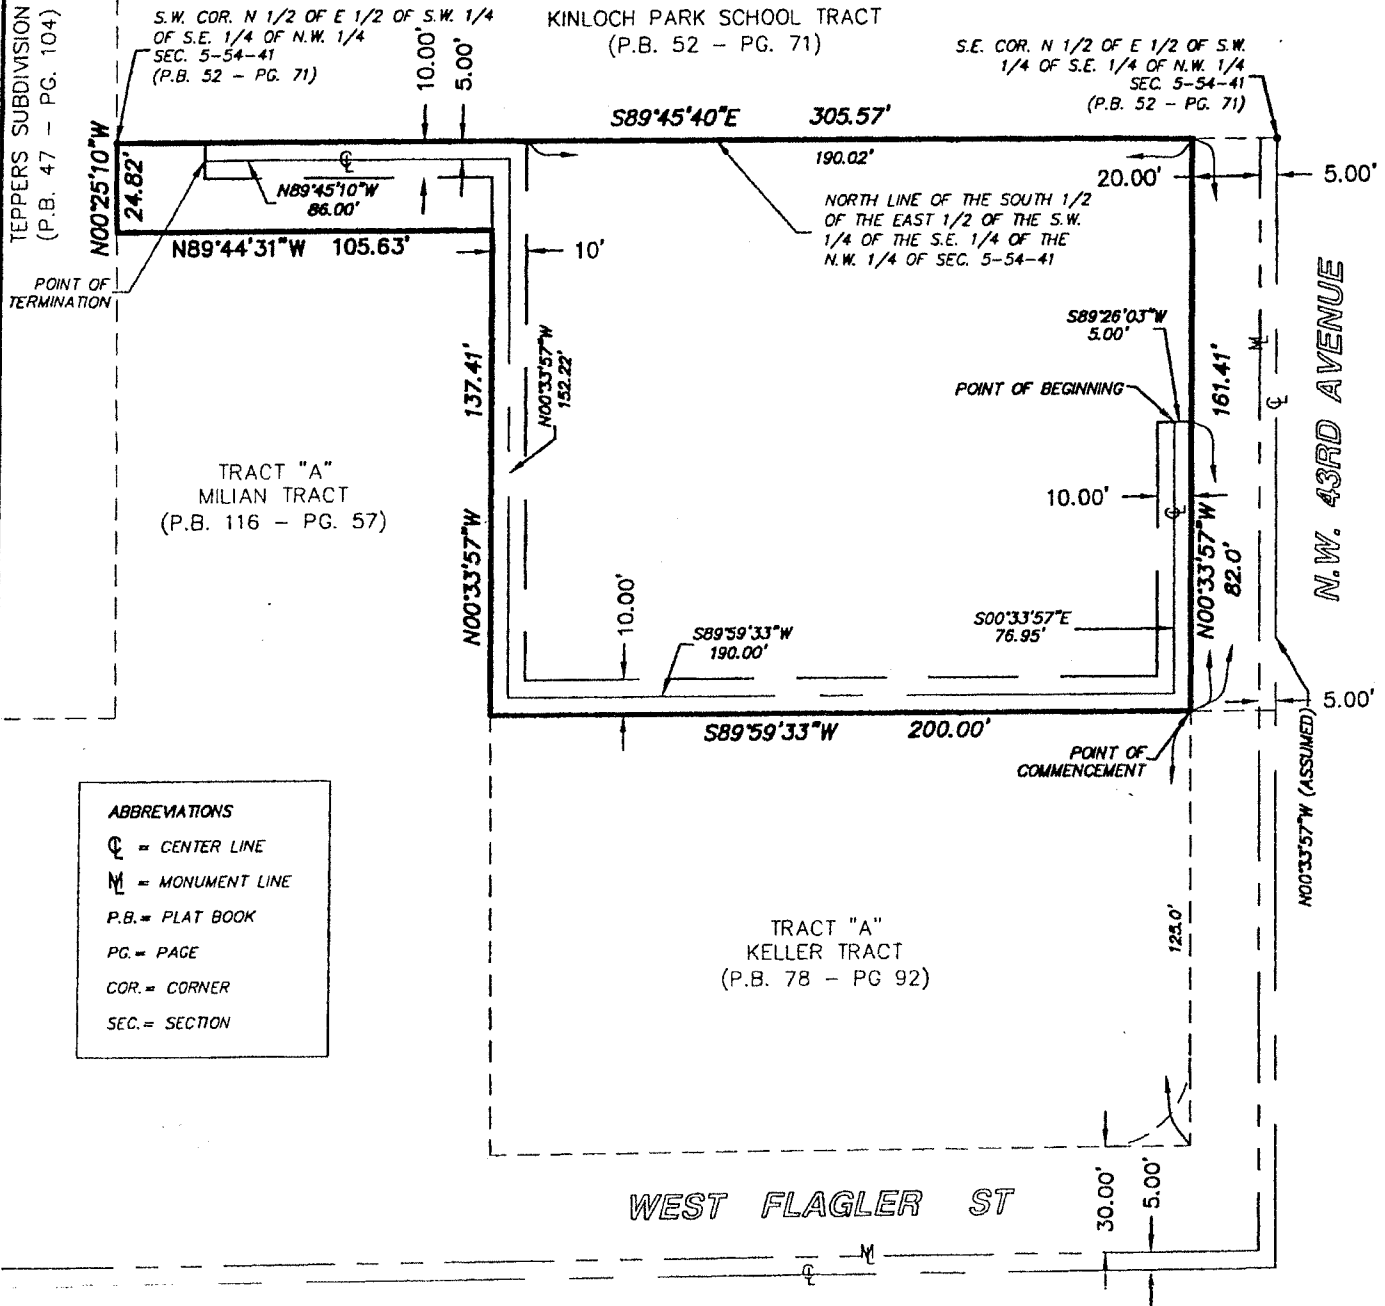 TEPPERS SUBDIVISION
(P.B. 47 - PG. 104)
S.W. COR. N 1/2 OF E 1/2 OF S.W. 1/4
OF S.E. 1/4 OF N.W. 1/4
SEC. 5-54-41
(P.B. 52 - PG. 71)
10.00'
5.00'
KINLOCH PARK SCHOOL TRACT
(P.B. 52 - PG. 71)
S.E. COR. N 1/2 OF E 1/2 OF S.W.
1/4 OF S.E. 1/4 OF N.W. 1/4
SEC. 5-54-41
(P.B. 52 - PG. 71)
S89°45'40"E 305.57'
190.02'
20.00'
5.00'
N00°25'10"W
24.82'
N89°45'10"W
86.00'
N89°44'31"W 105.63'
10'
NORTH LINE OF THE SOUTH 1/2
OF THE EAST 1/2 OF THE S.W.
1/4 OF THE S.E. 1/4 OF THE
N.W. 1/4 OF SEC. 5-54-41
POINT OF
TERMINATION
S89°26'03"W
5.00'
POINT OF BEGINNING
161.41'
N.W. 43RD AVENUE
137.41'
N00°33'57"W
152.22'
TRACT "A"
MILIAN TRACT
(P.B. 116 - PG. 57)
10.00'
N00°33'57"W
N00°33'57"W
82.0'
10.00'
S89°59'33"W
190.00'
S00°33'57"E
76.95'
5.00'
S89°59'33"W 200.00'
POINT OF
COMMENCEMENT
N00°33'57"W (ASSUMED)
ABBREVIATIONS
℄ = CENTER LINE
ML = MONUMENT LINE
P.B. = PLAT BOOK
PG. = PAGE
COR. = CORNER
SEC. = SECTION
TRACT "A"
KELLER TRACT
(P.B. 78 - PG 92)
125.0'
WEST FLAGLER ST
30.00'
5.00'
ML
℄